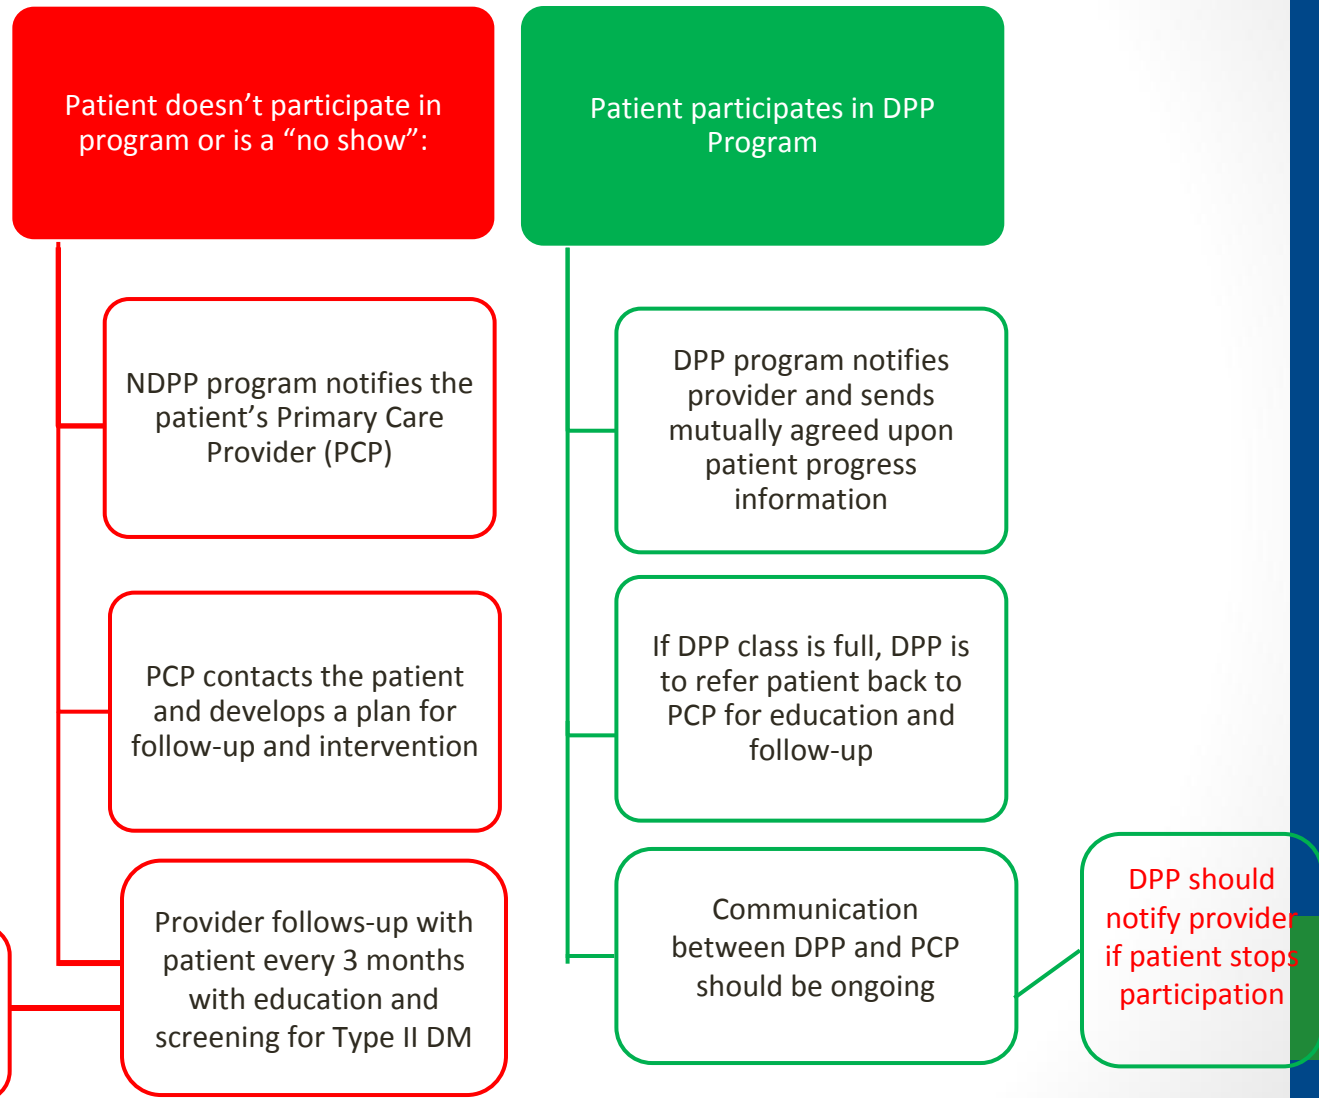 Patient doesn’t participate in
program or is a “no show”:
NDPP program notifies the
patient’s Primary Care
Provider (PCP)
PCP contacts the patient
and develops a plan for
follow-up and intervention
Provider follows-up with
patient every 3 months
with education and
screening for Type II DM
Patient participates in DPP
Program
DPP program notifies
provider and sends
mutually agreed upon
patient progress
information
If DPP class is full, DPP is
to refer patient back to
PCP for education and
follow-up
Communication
between DPP and PCP
should be ongoing
DPP should
notify provider
if patient stops
participation